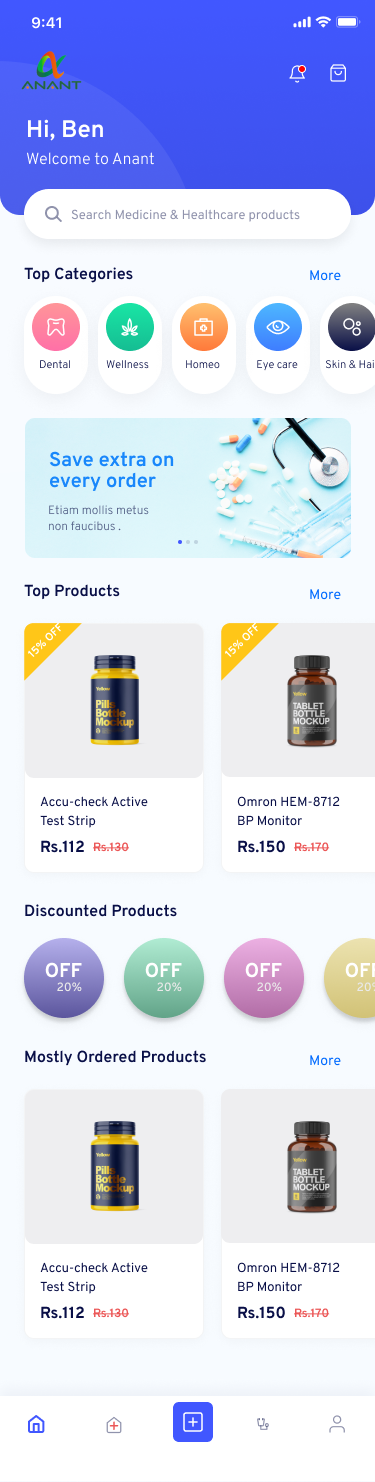 9:41
ANANT
Hi, Ben
Welcome to Anant
Search Medicine & Healthcare products
Top Categories
More
Dental
Wellness
Homeo
Eye care
Skin & Hai
Save extra on
every order
Etiam mollis metus
non faucibus .
Top Products
More
15% OFF
Yellow
Pills
Bottle
Mockup
15% OFF
Yellow
TABLET
BOTTLE
MOCKUP
Accu-check Active
Test Strip
Rs.112 Rs.130
Omron HEM-8712
BP Monitor
Rs.150 Rs.170
Discounted Products
OFF
20%
OFF
20%
OFF
20%
OFF
20%
Mostly Ordered Products
More
Yellow
Pills
Bottle
Mockup
Yellow
TABLET
BOTTLE
MOCKUP
Accu-check Active
Test Strip
Rs.112 Rs.130
Omron HEM-8712
BP Monitor
Rs.150 Rs.170